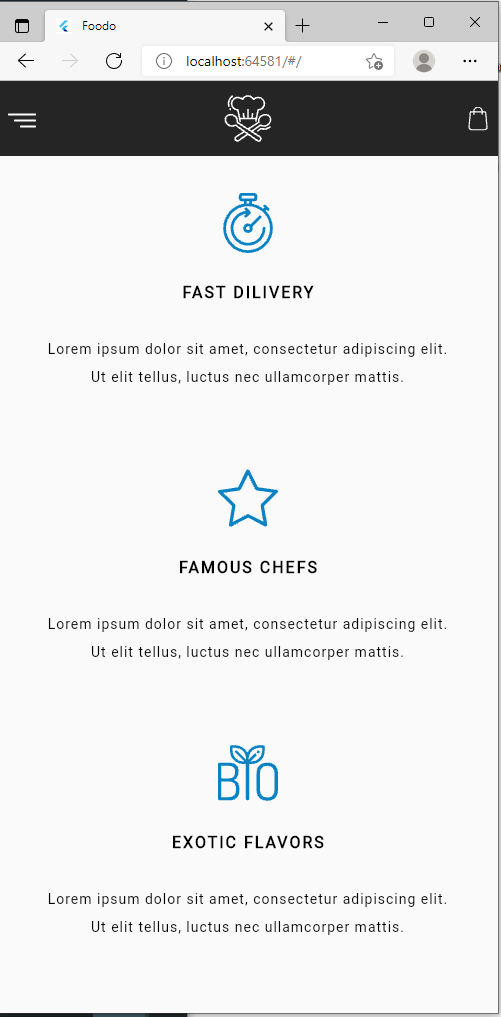 Foodo
localhost:64581/#/
FAST DILIVERY
Lorem ipsum dolor sit amet, consectetur adipiscing elit.
Ut elit tellus, luctus nec ullamcorper mattis.
FAMOUS CHEFS
Lorem ipsum dolor sit amet, consectetur adipiscing elit.
Ut elit tellus, luctus nec ullamcorper mattis.
BIO
EXOTIC FLAVORS
Lorem ipsum dolor sit amet, consectetur adipiscing elit.
Ut elit tellus, luctus nec ullamcorper mattis.